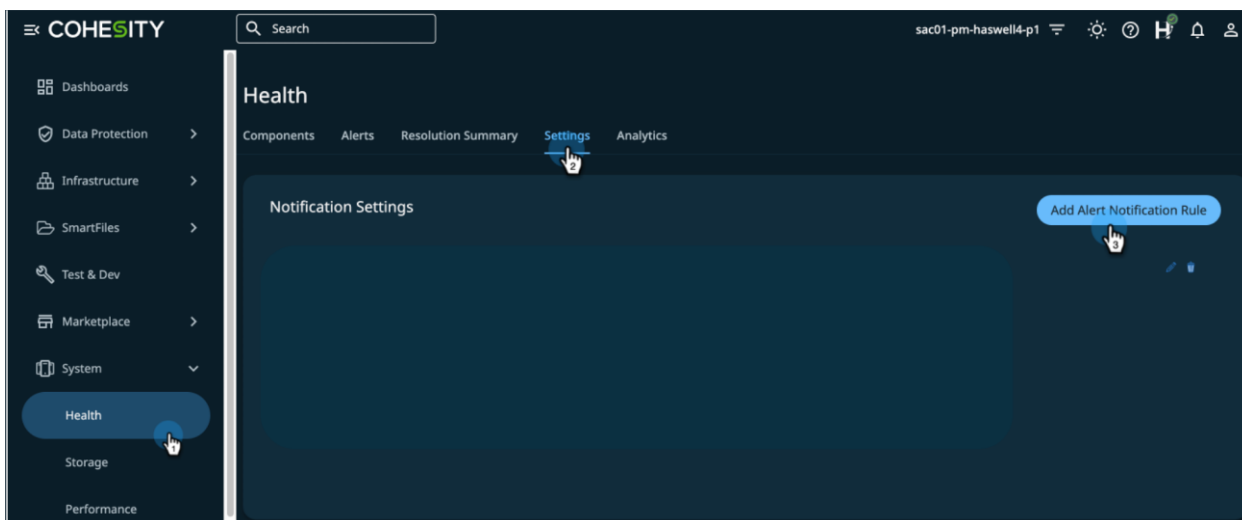 COHESITY
Search
sac01-pm-haswell4-p1
H
Dashboards
Data Protection
Infrastructure
SmartFiles
Test & Dev
Marketplace
System
Health
1
Storage
Performance
Health
Components Alerts Resolution Summary Settings Analytics
2
Notification Settings
Add Alert Notification Rule
3